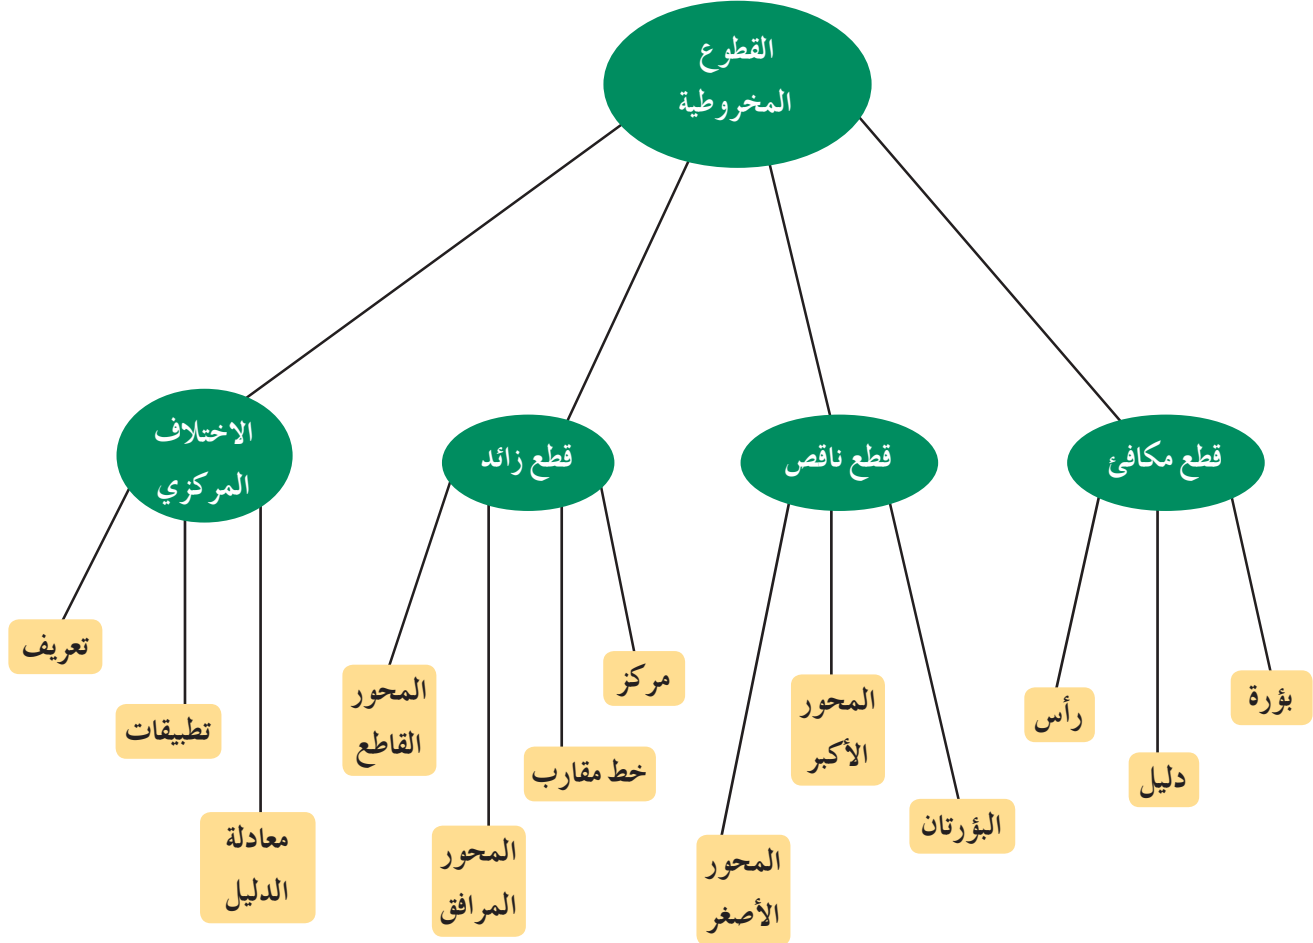 القطوع
المخروطية
قطع مكافئ
قطع ناقص
قطع زائد
الاختلاف
المركزي
بؤرة
دليل
رأس
البؤرتان
المحور
الأكبر
المحور
الأصغر
مركز
خط مقارب
المحور
المرافق
المحور
القاطع
معادلة
الدليل
تطبيقات
تعريف